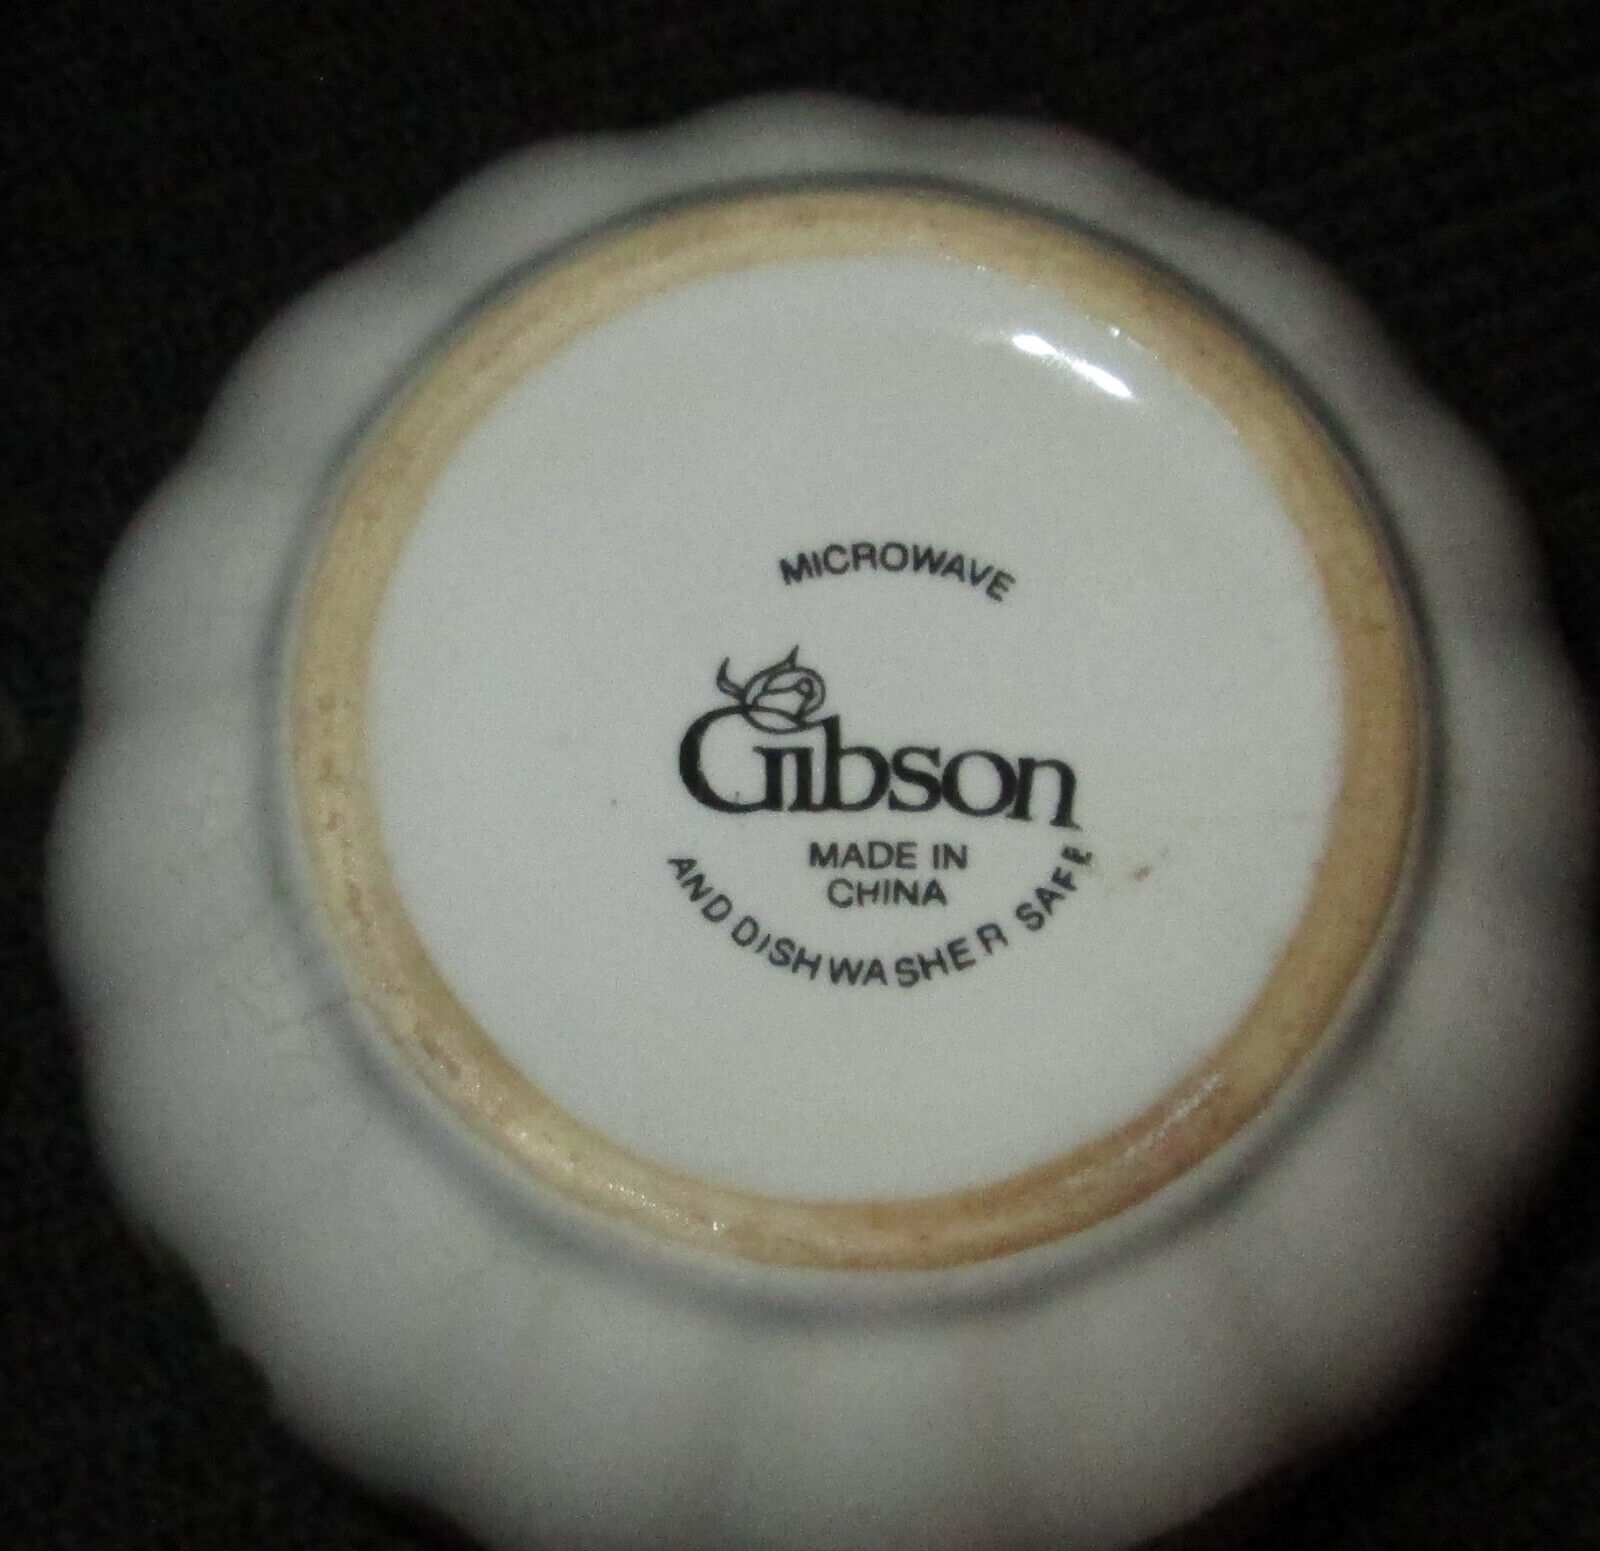 MICROWAVE
Gibson
MADE IN
CHINA
AND DISHWASHER SAFE